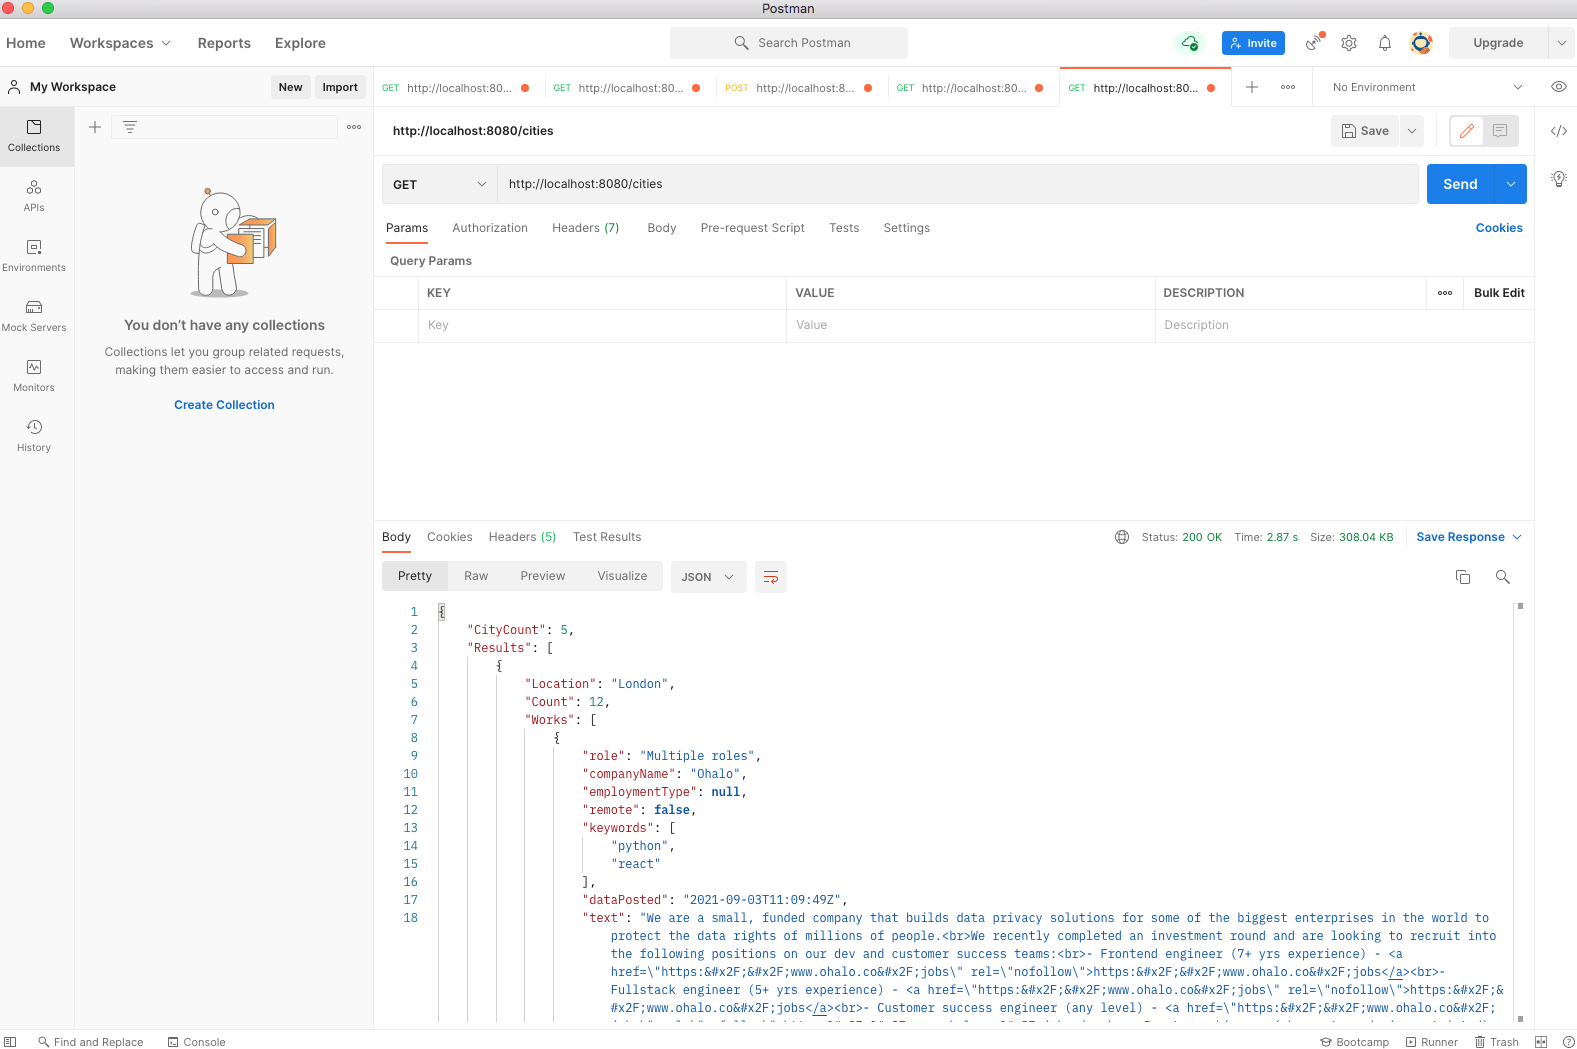 Postman
Home Workspaces Reports Explore Search Postman Invite Upgrade
My Workspace New Import GET http://localhost:80... GET http://localhost:80... POST http://localhost:8... GET http://localhost:80... GET http://localhost:80... No Environment
Collections
APIs
Environments
Mock Servers
Monitors
History
You don't have any collections
Collections let you group related requests,
making them easier to access and run.
Create Collection
http://localhost:8080/cities Save
GET http://localhost:8080/cities Send
Params Authorization Headers (7) Body Pre-request Script Tests Settings Cookies
Query Params
KEY VALUE DESCRIPTION Bulk Edit
Key Value Description
Body Cookies Headers (5) Test Results Status: 200 OK Time: 2.87 s Size: 308.04 KB Save Response
Pretty Raw Preview Visualize JSON
1 {
2 "CityCount": 5,
3 "Results": [
4 {
5 "Location": "London",
6 "Count": 12,
7 "Works": [
8 {
9 "role": "Multiple roles",
10 "companyName": "Ohalo",
11 "employmentType": null,
12 "remote": false,
13 "keywords": [
14 "python",
15 "react"
16 ],
17 "dataPosted": "2021-09-03T11:09:49Z",
18 "text": "We are a small, funded company that builds data privacy solutions for some of the biggest enterprises in the world to
protect the data rights of millions of people.<br>We recently completed an investment round and are looking to recruit into
the following positions on our dev and customer success teams:<br>- Frontend engineer (7+ yrs experience) - <a
href=\"https:&#x2F;&#x2F;www.ohalo.co&#x2F;jobs\" rel=\"nofollow\">https:&#x2F;&#x2F;www.ohalo.co&#x2F;jobs</a><br>-
Fullstack engineer (5+ yrs experience) - <a href=\"https:&#x2F;&#x2F;www.ohalo.co&#x2F;jobs\" rel=\"nofollow\">https:&#x2F;&
#x2F;www.ohalo.co&#x2F;jobs</a><br>- Customer success engineer (any level) - <a href=\"https:&#x2F;&#x2F;www.ohalo.co&#x2F;
Find and Replace Console Bootcamp Runner Trash